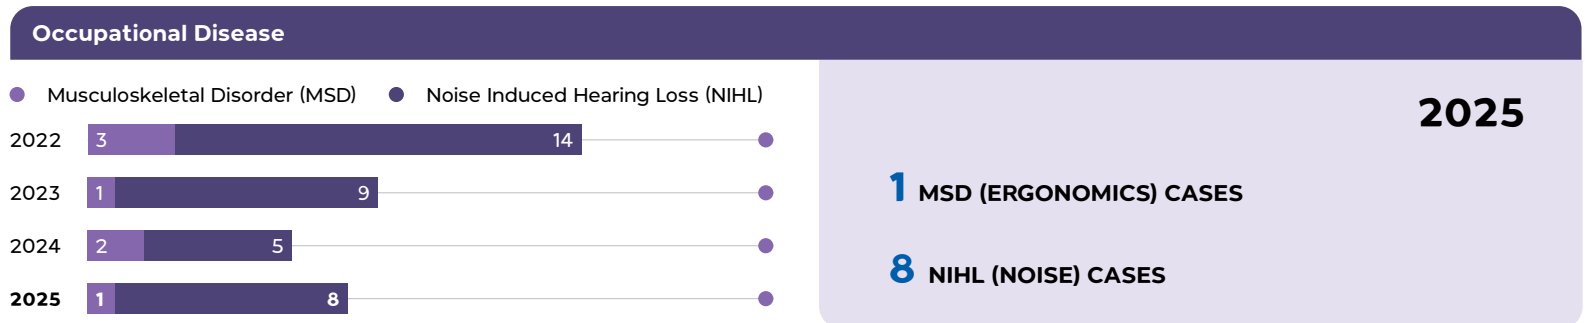 Occupational Disease
Musculoskeletal Disorder (MSD) Noise Induced Hearing Loss (NIHL)
2022 3 14
2023 1 9
2024 2 5
2025 1 8
2025
1 MSD (ERGONOMICS) CASES
8 NIHL (NOISE) CASES